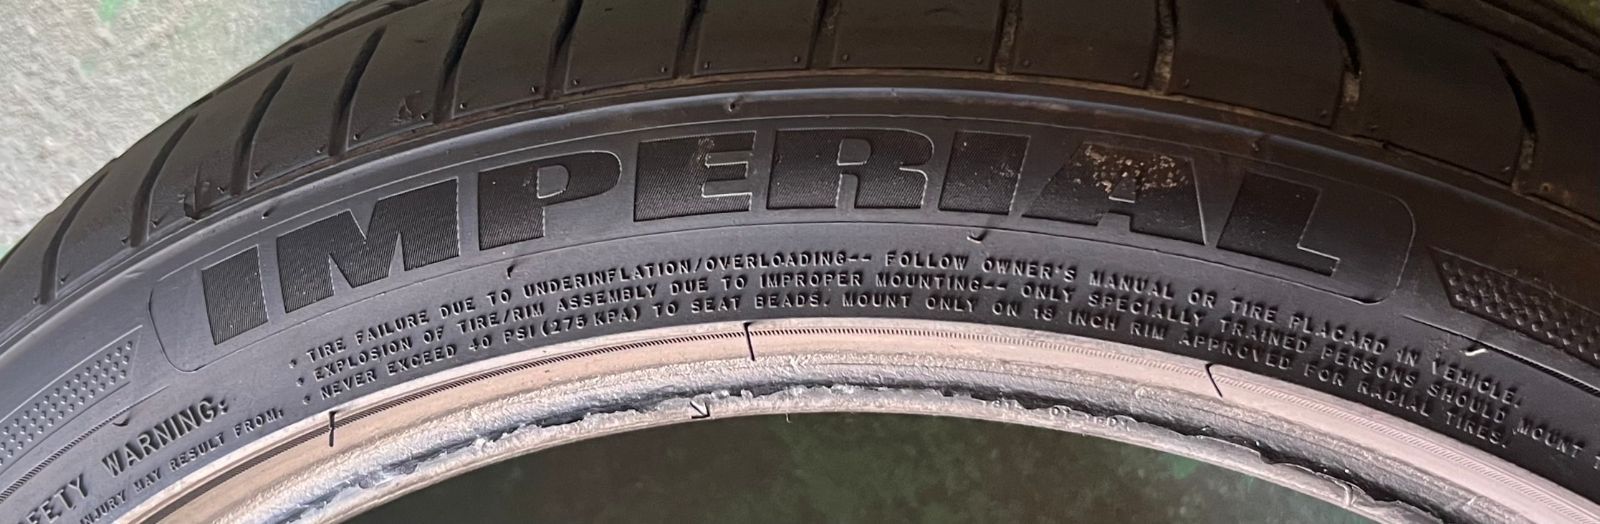 IMPERIAL
FETY WARNING:
INJURY MAY RESULT FROM:
• TIRE FAILURE DUE TO UNDERINFLATION/OVERLOADING-- FOLLOW OWNER'S MANUAL OR TIRE PLACARD IN VEHICLE.
• EXPLOSION OF TIRE/RIM ASSEMBLY DUE TO IMPROPER MOUNTING-- ONLY SPECIALLY TRAINED PERSONS SHOULD MOUNT
• NEVER EXCEED 40 PSI(275 KPA) TO SEAT BEADS. MOUNT ONLY ON 18 INCH RIM APPROVED FOR RADIAL TIRES.